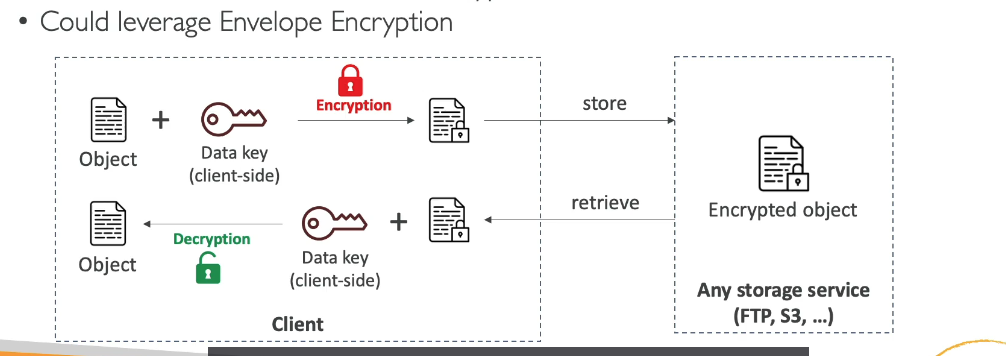 • Could leverage Envelope Encryption
Encryption
store
Object
+
Data key
(client-side)
Encrypted object
retrieve
Decryption
Object
Data key
(client-side)
+
Client
Any storage service
(FTP, S3, ...)